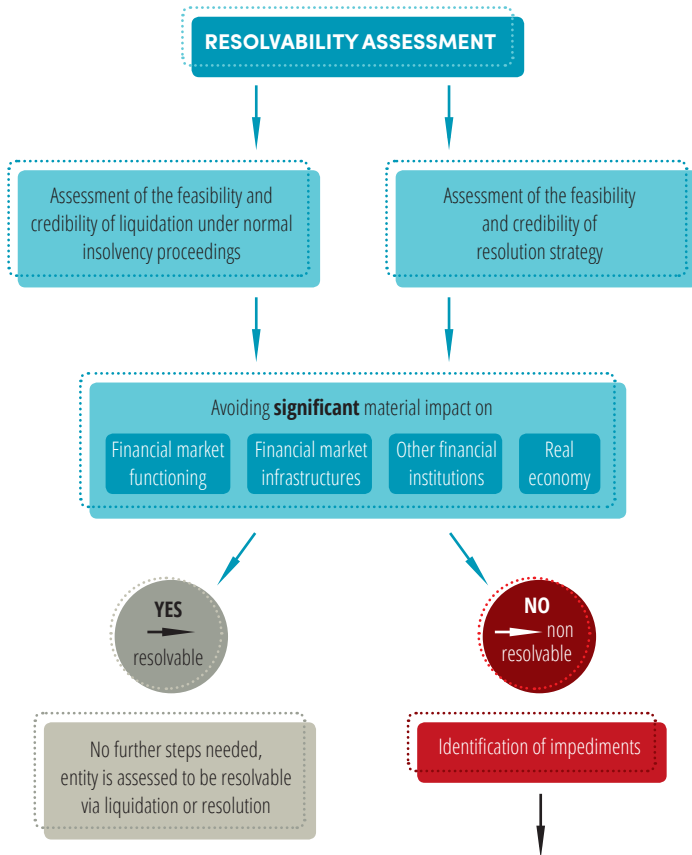 RESOLVABILITY ASSESSMENT
Assessment of the feasibility and
credibility of liquidation under normal
insolvency proceedings
Assessment of the feasibility
and credibility of
resolution strategy
Avoiding significant material impact on
Financial market
functioning
Financial market
infrastructures
Other financial
institutions
Real
economy
YES
resolvable
NO
non
resolvable
No further steps needed,
entity is assessed to be resolvable
via liquidation or resolution
Identification of impediments